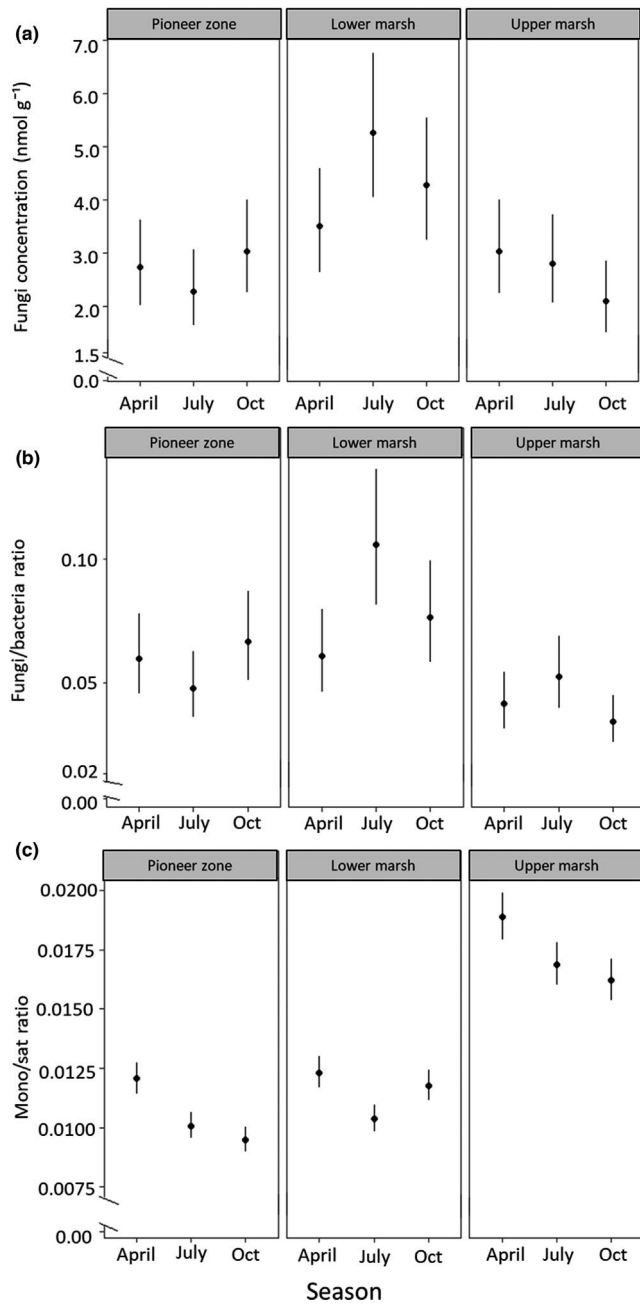 (a)
Pioneer zone Lower marsh Upper marsh
Fungi concentration (nmol g⁻¹)
7.0
6.0
5.0
4.0
3.0
2.0
1.5
0.0
April July Oct April July Oct April July Oct
(b)
Pioneer zone Lower marsh Upper marsh
Fungi/bacteria ratio
0.10
0.05
0.02
0.00
April July Oct April July Oct April July Oct
(c)
Pioneer zone Lower marsh Upper marsh
Mono/sat ratio
0.0200
0.0175
0.0150
0.0125
0.0100
0.0075
0.00
April July Oct April July Oct April July Oct
Season